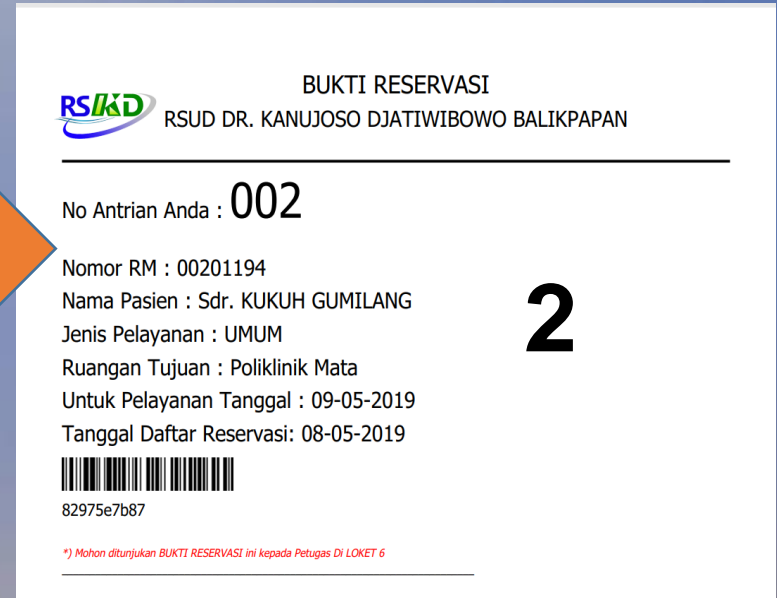 BUKTI RESERVASI
RSKD
RSUD DR. KANUJOSO DJATIWIBOWO BALIKPAPAN
No Antrian Anda : 002
Nomor RM : 00201194
Nama Pasien : Sdr. KUKUH GUMILANG
2
Jenis Pelayanan : UMUM
Ruangan Tujuan : Poliklinik Mata
Untuk Pelayanan Tanggal : 09-05-2019
Tanggal Daftar Reservasi: 08-05-2019
82975e7b87
*) Mohon ditunjukan BUKTI RESERVASI ini kepada Petugas Di LOKET 6